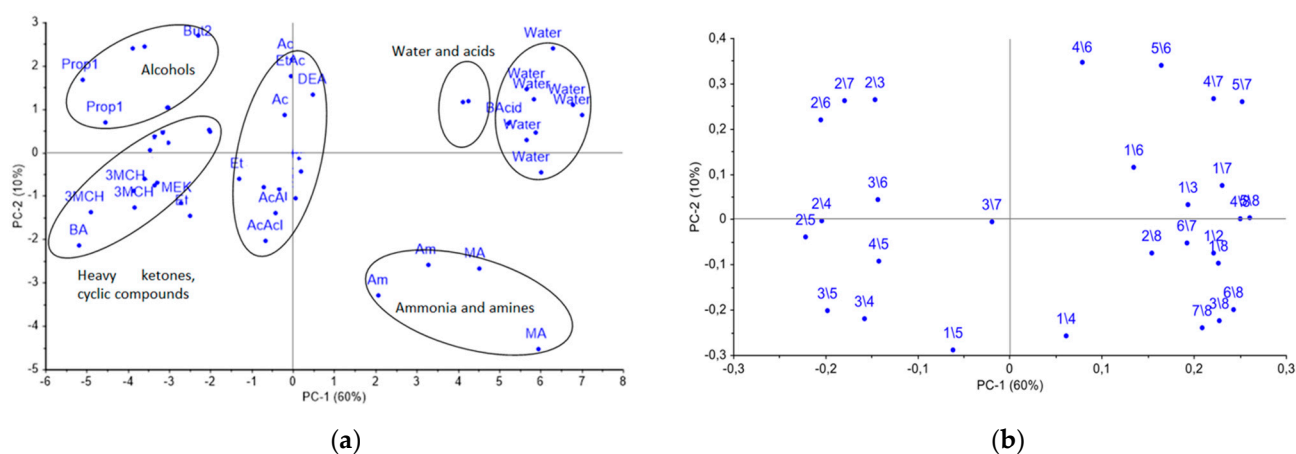 3
2
1
0
-1
-2
-3
-4
-5
PC-2 (10%)
-6 -5 -4 -3 -2 -1 0 1 2 3 4 5 6 7 8
PC-1 (60%)
But2
Prop1
Alcohols
Prop1
Ac
EtAc
DEA
Ac
Et
AcAcl
Water and acids
Water
Water
Water
Water
Water
BAcid
Water
Water
3MCH
3MCH
3MCH
MEK
BA
Heavy ketones,
cyclic compounds
Am
MA
Am
Ammonia and amines
MA
(a)
0,4
0,3
0,2
0,1
0
-0,1
-0,2
-0,3
PC-2 (10%)
-0,3 -0,2 -0,1 0 0,1 0,2 0,3
PC-1 (60%)
4\6 5\6
2\7 2\3 4\7 5\7
2\6
1\6
1\7
3\6 1\3
2\4 3\7
2\5 6\7 1\2
4\5 2\8 1\8
3\5 3\4 6\8
7\8 3\8
1\5 1\4
(b)